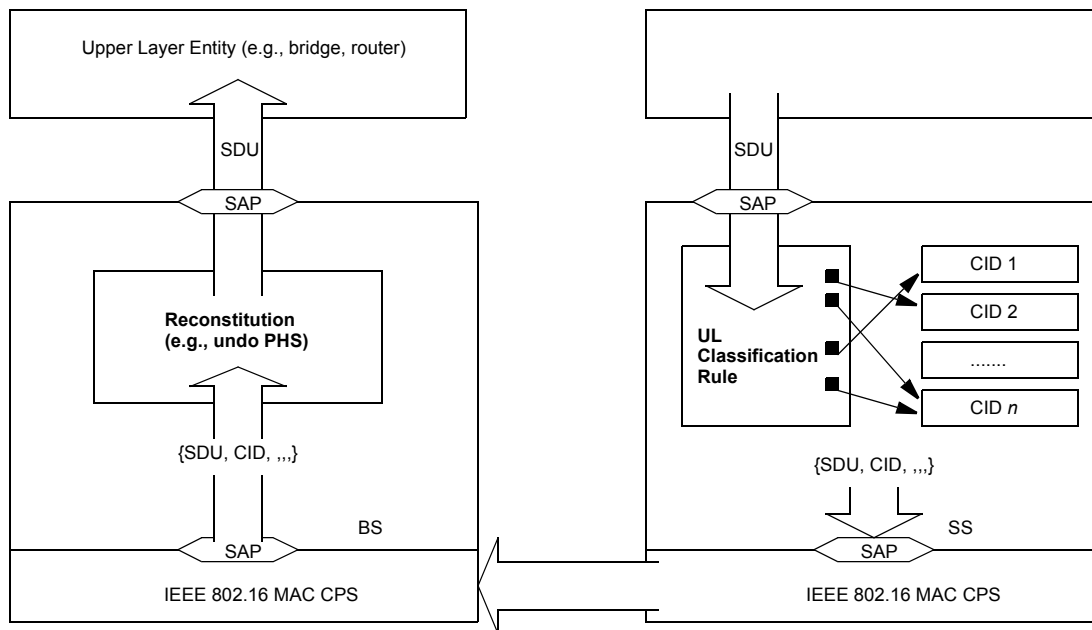 Upper Layer Entity (e.g., bridge, router)
SDU
SAP
Reconstitution
(e.g., undo PHS)
{SDU, CID, ,,,}
BS
SAP
IEEE 802.16 MAC CPS
SDU
SAP
UL
Classification
Rule
CID 1
CID 2
.......
CID n
{SDU, CID, ,,,}
SS
SAP
IEEE 802.16 MAC CPS